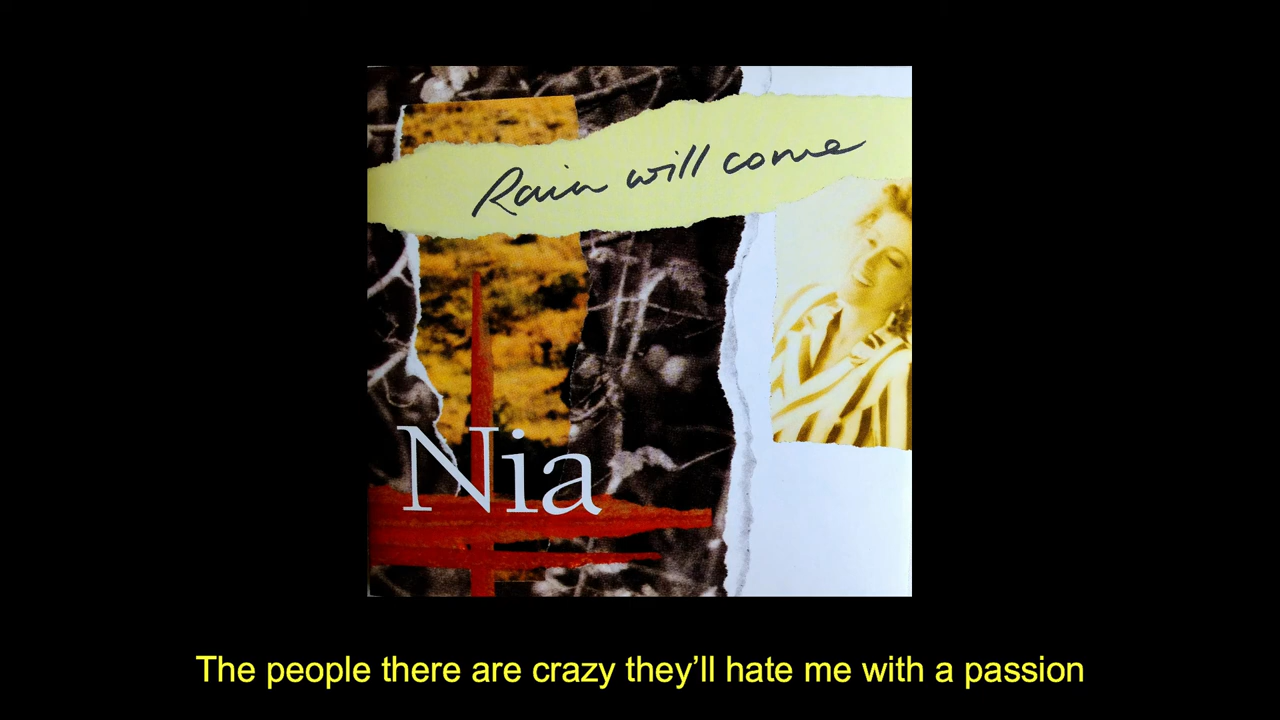 Rain will come
Nia
The people there are crazy they’ll hate me with a passion